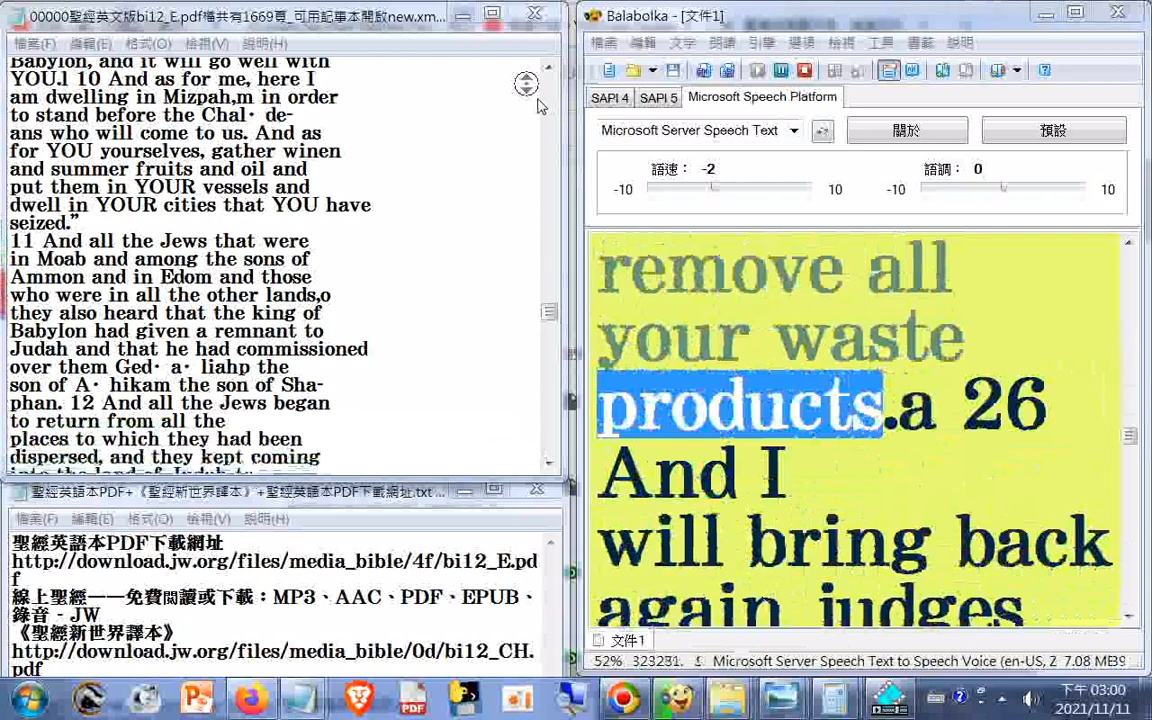 00000聖經英文版bi12_E.pdf檔共有1669頁_可用記事本開啟new.xm...
檔案(F) 編輯(E) 格式(O) 檢視(V) 說明(H)
Babylon, and it will go well with
YOU.l 10 And as for me, here I
am dwelling in Mizpah,m in order
to stand before the Chal· de-
ans who will come to us. And as
for YOU yourselves, gather winen
and summer fruits and oil and
put them in YOUR vessels and
dwell in YOUR cities that YOU have
seized.”
11 And all the Jews that were
in Moab and among the sons of
Ammon and in Edom and those
who were in all the other lands,o
they also heard that the king of
Babylon had given a remnant to
Judah and that he had commissioned
over them Ged· a· liahp the
son of A· hikam the son of Sha-
phan. 12 And all the Jews began
to return from all the
places to which they had been
dispersed, and they kept coming
into the land of Judah to
聖經英語本PDF+《聖經新世界譯本》+聖經英語本PDF下載網址.txt ...
檔案(F) 編輯(E) 格式(O) 檢視(V) 說明(H)
聖經英語本PDF下載網址
http://download.jw.org/files/media_bible/4f/bi12_E.pd
f
線上聖經——免費閱讀或下載：MP3、AAC、PDF、EPUB、
錄音 - JW
《聖經新世界譯本》
http://download.jw.org/files/media_bible/0d/bi12_CH.
pdf
Balabolka - [文件1]
檔案 編輯 文字 朗讀 引擎 選項 檢視 工具 書籤 說明
SAPI 4 SAPI 5 Microsoft Speech Platform
Microsoft Server Speech Text 關於 預設
語速： -2 語調： 0
-10 10 -10 10
remove all
your waste
products.a 26
And I
will bring back
again judges
文件1
52% 323231. Microsoft Server Speech Text to Speech Voice (en-US, Z 7.08 MB
下午 03:00
2021/11/11